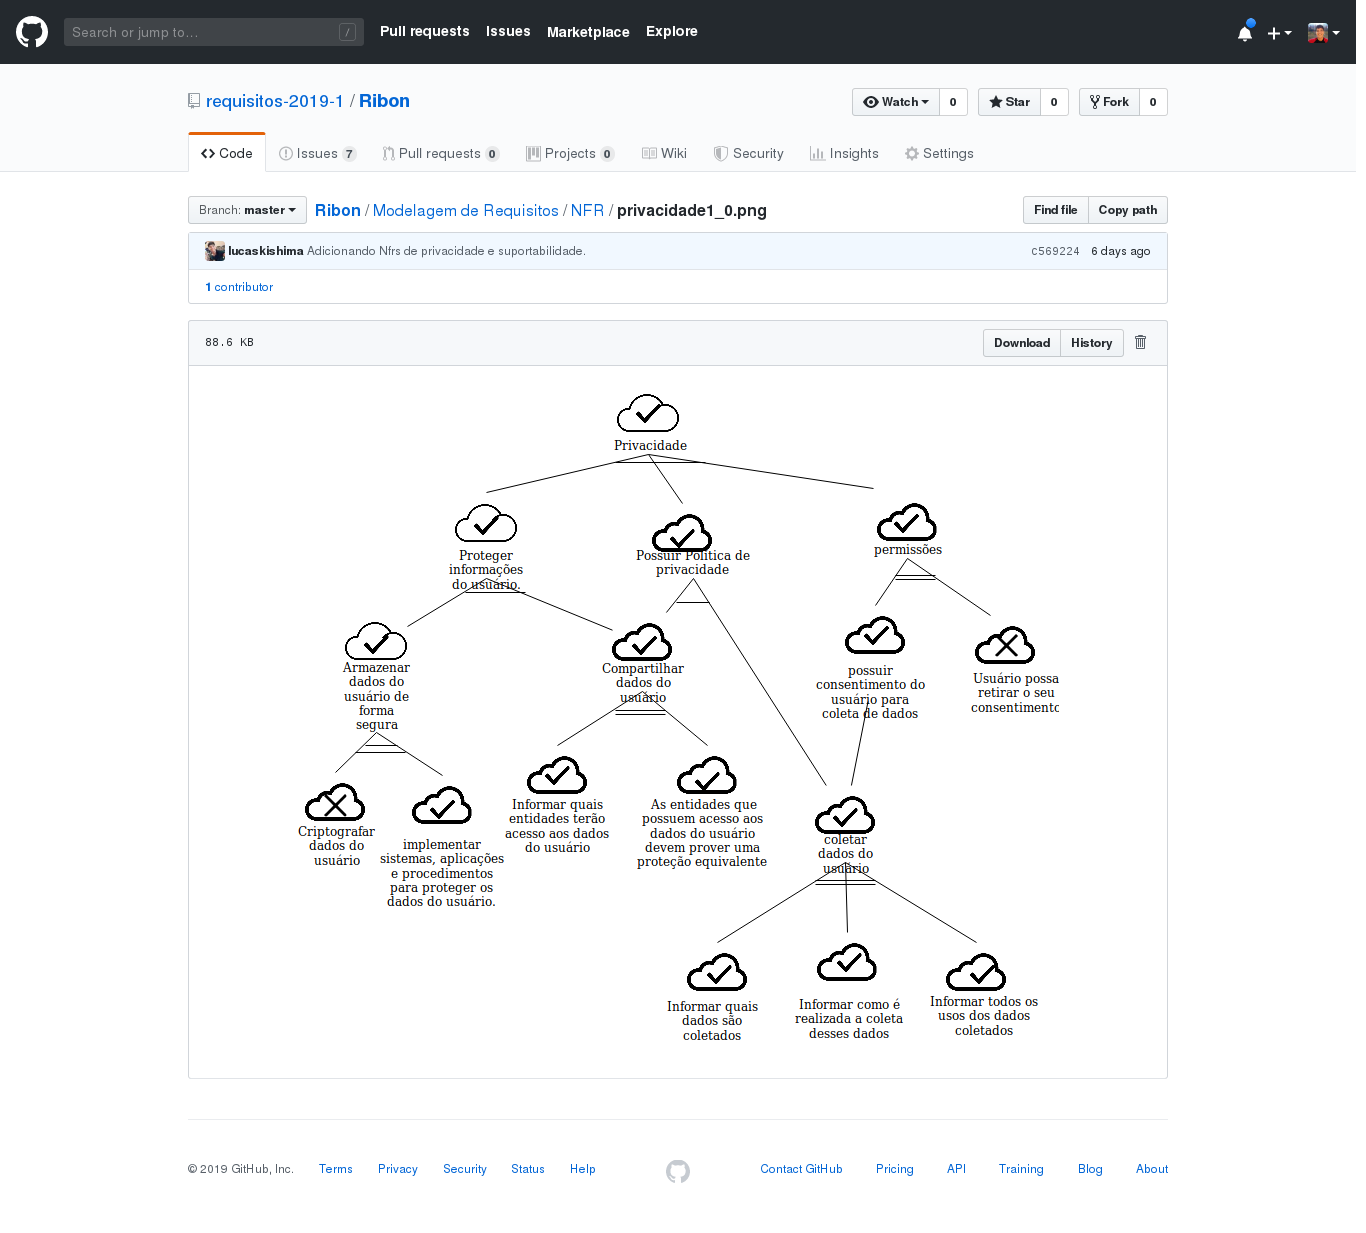 Search or jump to... /
Pull requests Issues Marketplace Explore
requisitos-2019-1 / Ribon
Watch 0 Star 0 Fork 0
Code Issues 7 Pull requests 0 Projects 0 Wiki Security Insights Settings
Branch: master Ribon / Modelagem de Requisitos / NFR / privacidade1_0.png Find file Copy path
lucaskishima Adicionando Nfrs de privacidade e suportabilidade. c569224 6 days ago
1 contributor
88.6 KB Download History
Privacidade
Proteger
informações
do usuário.
Possuir Política de
privacidade
permissões
Armazenar
dados do
usuário de
forma
segura
Compartilhar
dados do
usuário
possuir
consentimento do
usuário para
coleta de dados
Usuário possa
retirar o seu
consentimento
Criptografar
dados do
usuário
implementar
sistemas, aplicações
e procedimentos
para proteger os
dados do usuário.
Informar quais
entidades terão
acesso aos dados
do usuário
As entidades que
possuem acesso aos
dados do usuário
devem prover uma
proteção equivalente
coletar
dados do
usuário
Informar quais
dados são
coletados
Informar como é
realizada a coleta
desses dados
Informar todos os
usos dos dados
coletados
© 2019 GitHub, Inc. Terms Privacy Security Status Help Contact GitHub Pricing API Training Blog About